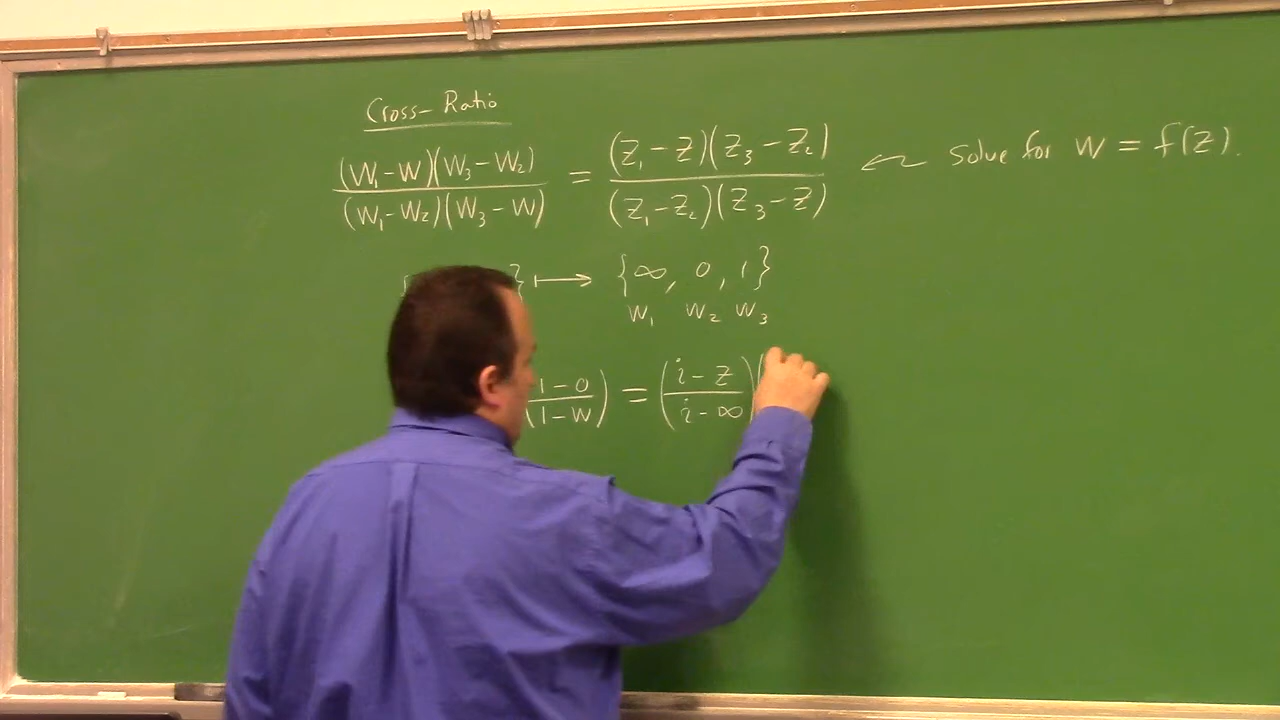 Cross-Ratio
(W₁-W)(W₃-W₂) / (W₁-W₂)(W₃-W) = (Z₁-Z)(Z₃-Z₂) / (Z₁-Z₂)(Z₃-Z) ← Solve for W = f(Z).
{ } ↦ {∞, 0, 1}
W₁ W₂ W₃
(1-0 / 1-W) = (i-Z / i-∞)(